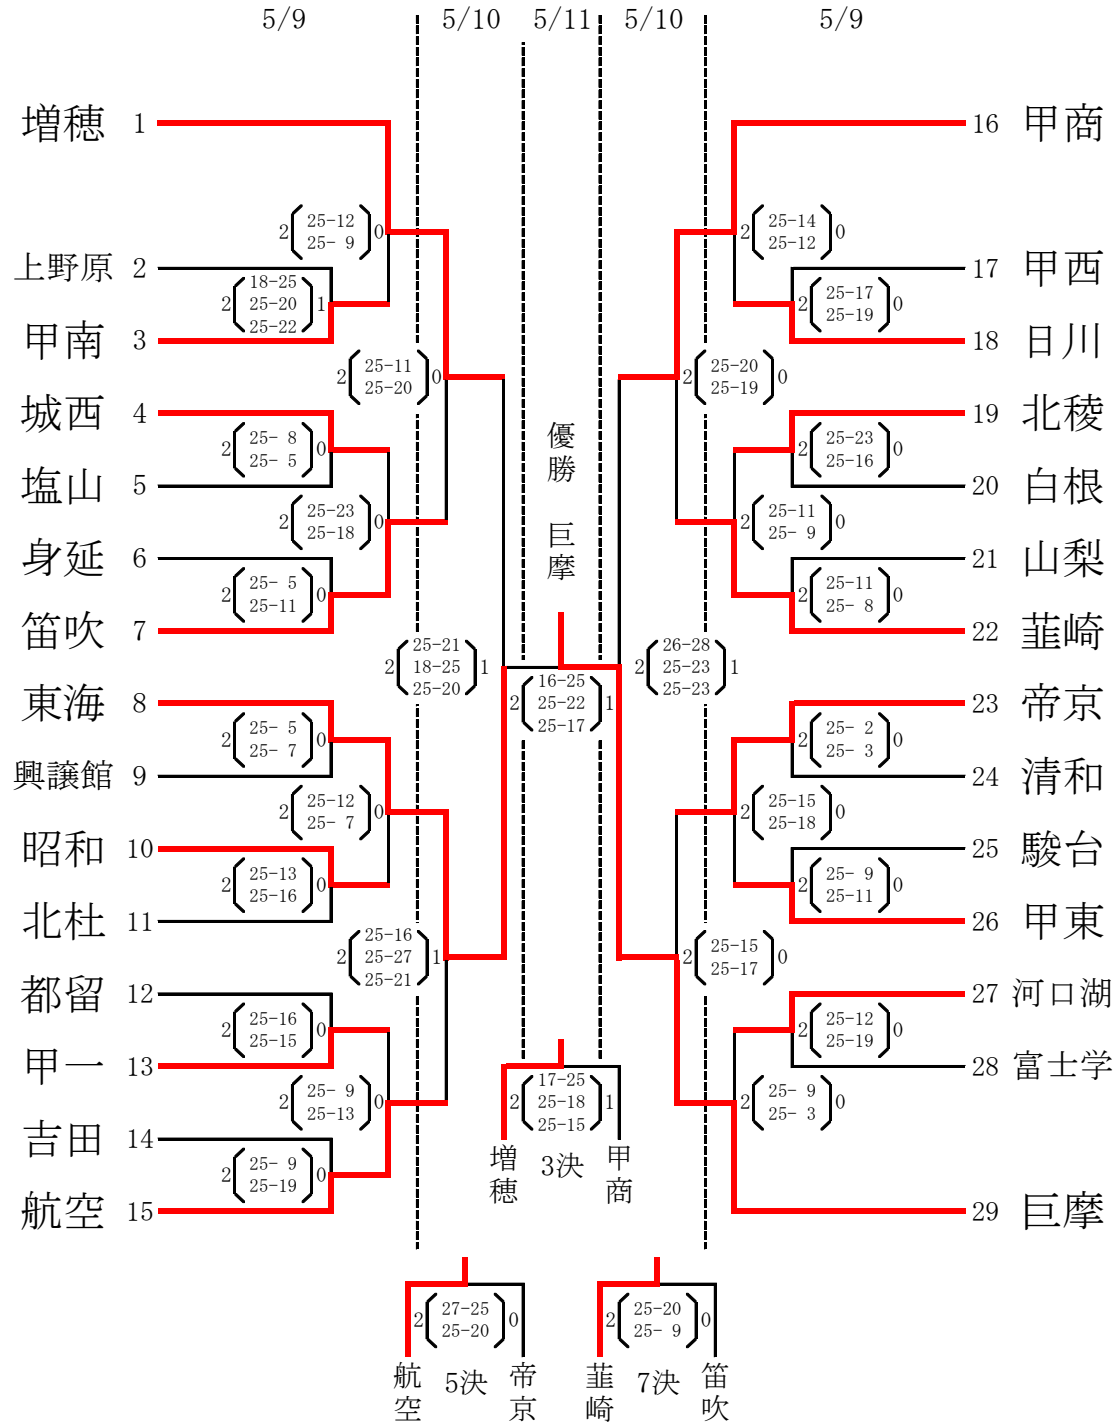 5/9 5/10 5/11 5/10 5/9
増穂 1
上野原 2
甲南 3
城西 4
塩山 5
身延 6
笛吹 7
東海 8
興譲館 9
昭和 10
北杜 11
都留 12
甲一 13
吉田 14
航空 15
2 25-12 0
25- 9
2 18-25 1
25-20
25-22
2 25-11 0
25-20
2 25- 8 0
25- 5
2 25-23 0
25-18
2 25- 5 0
25-11
2 25-21 1
18-25
25-20
2 25- 5 0
25- 7
2 25-12 0
25- 7
2 25-13 0
25-16
2 25-16 1
25-27
25-21
2 25-16 0
25-15
2 25- 9 0
25-13
2 25- 9 0
25-19
優勝 巨摩
2 16-25 1
25-22
25-17
16 甲商
17 甲西
18 日川
19 北稜
20 白根
21 山梨
22 韮崎
23 帝京
24 清和
25 駿台
26 甲東
27 河口湖
28 富士学
29 巨摩
2 25-14 0
25-12
2 25-17 0
25-19
2 25-20 0
25-19
2 25-23 0
25-16
2 25-11 0
25- 9
2 25-11 0
25- 8
2 26-28 1
25-23
25-23
2 25- 2 0
25- 3
2 25-15 0
25-18
2 25- 9 0
25-11
2 25-15 0
25-17
2 25-12 0
25-19
2 25- 9 0
25- 3
2 17-25 1
25-18
25-15
増穂 3決 甲商
2 27-25 0
25-20
航空 5決 帝京
2 25-20 0
25- 9
韮崎 7決 笛吹